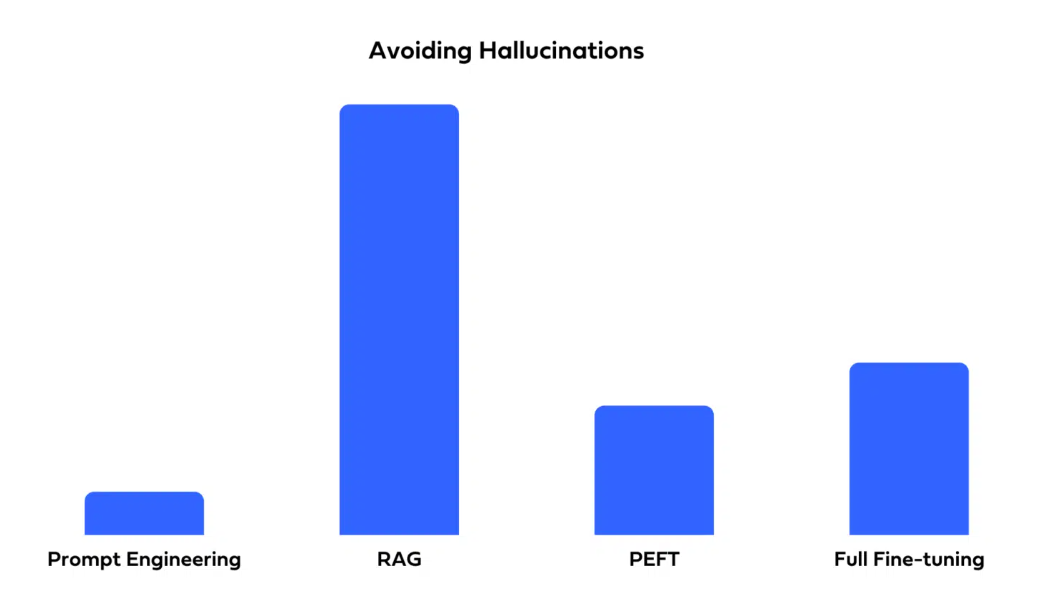 Avoiding Hallucinations
Prompt Engineering
RAG
PEFT
Full Fine-tuning